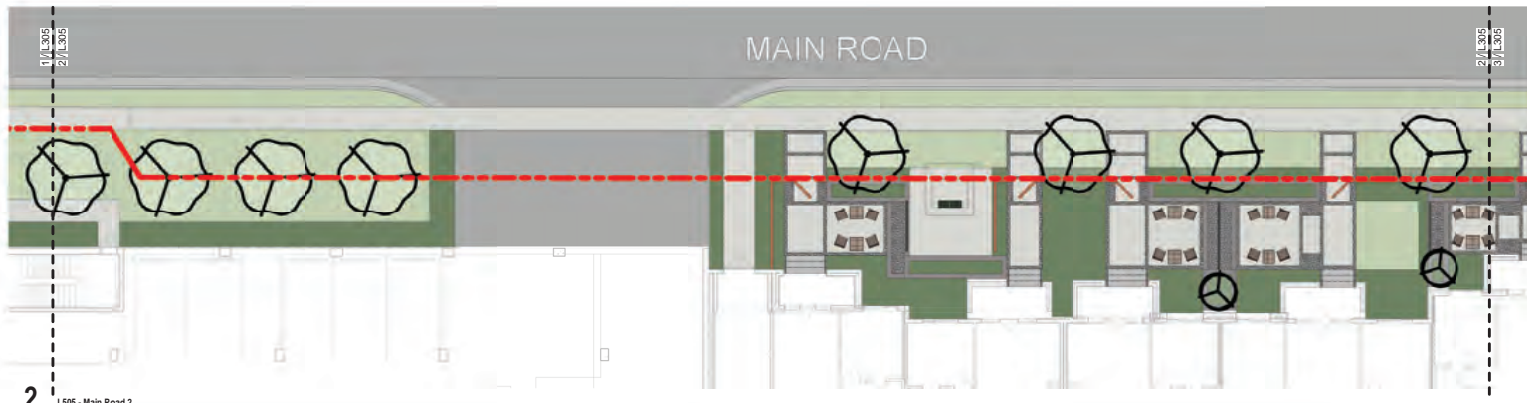 1 / L305
2 / L305
MAIN ROAD
2 / L305
3 / L305
2
L505 - Main Road 2